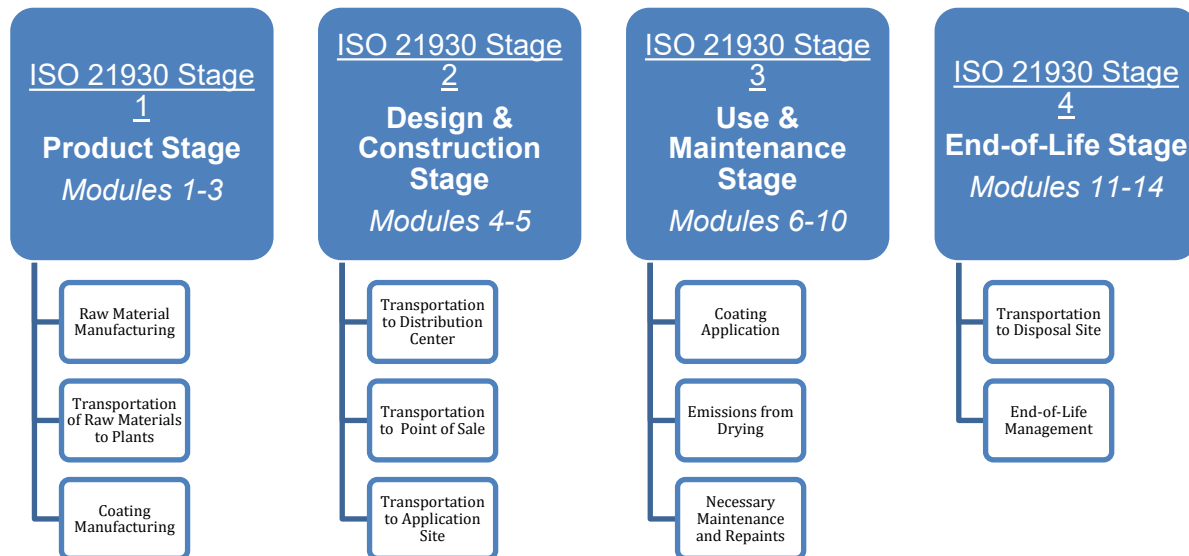 ISO 21930 Stage
1
Product Stage
Modules 1-3
Raw Material
Manufacturing
Transportation
of Raw Materials
to Plants
Coating
Manufacturing
ISO 21930 Stage
2
Design &
Construction
Stage
Modules 4-5
Transportation
to Distribution
Center
Transportation
to Point of Sale
Transportation
to Application
Site
ISO 21930 Stage
3
Use &
Maintenance
Stage
Modules 6-10
Coating
Application
Emissions from
Drying
Necessary
Maintenance
and Repaints
ISO 21930 Stage
4
End-of-Life Stage
Modules 11-14
Transportation
to Disposal Site
End-of-Life
Management